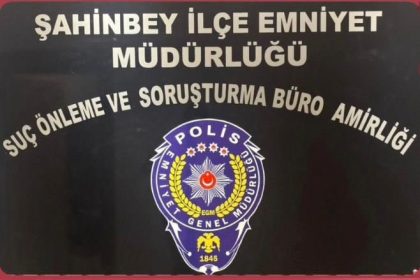 ŞAHİNBEY İLÇE EMNİYET
MÜDÜRLÜĞÜ
SUÇ ÖNLEME VE SORUŞTURMA BÜRO AMİRLİĞİ
POLİS
EMNİYET GENEL MÜDÜRLÜĞÜ
EGM
1845